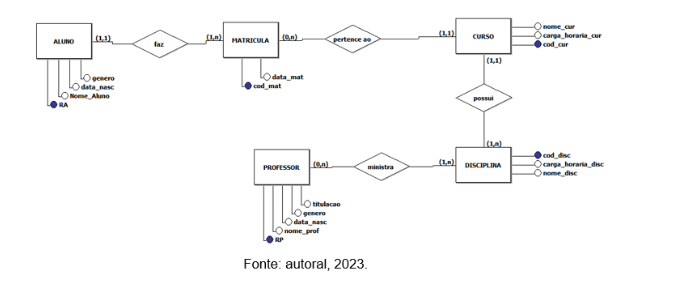 nome_cur
ALUNO (1,1) faz (1,n) MATRICULA (0,n) pertence ao (1,1) CURSO carga_horaria_cur
cod_cur
(1,1)
genero
data_nasc
Nome_Aluno
RA
data_mat
cod_mat
possui
(1,n)
PROFESSOR (0,n) ministra (1,n) DISCIPLINA cod_disc
carga_horaria_disc
nome_disc
titulacao
genero
data_nasc
nome_prof
RP
Fonte: autoral, 2023.